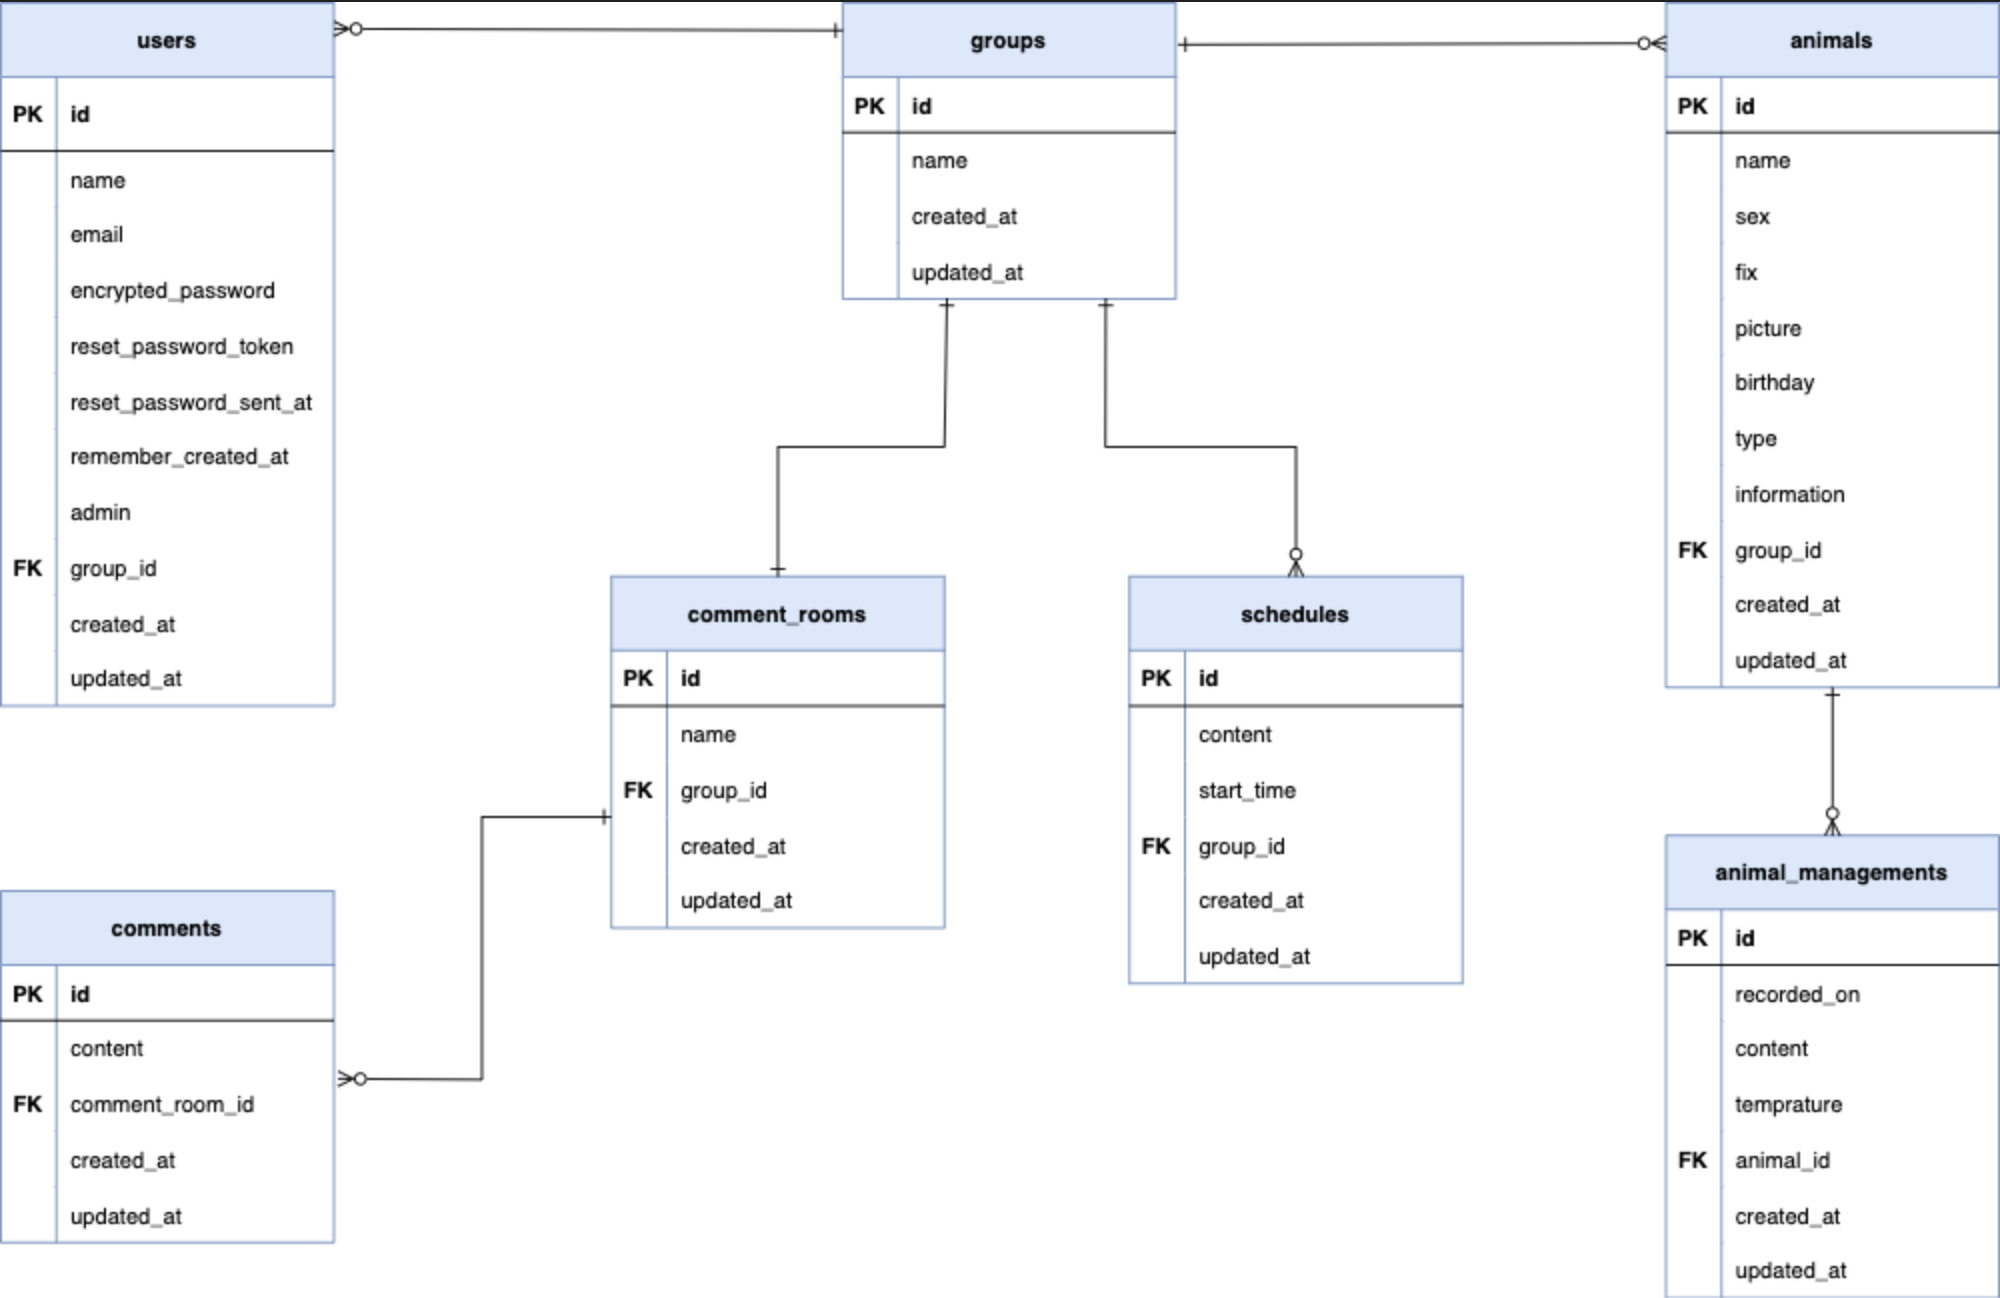 users
PK id
name
email
encrypted_password
reset_password_token
reset_password_sent_at
remember_created_at
admin
FK group_id
created_at
updated_at
groups
PK id
name
created_at
updated_at
animals
PK id
name
sex
fix
picture
birthday
type
information
FK group_id
created_at
updated_at
comment_rooms
PK id
name
FK group_id
created_at
updated_at
schedules
PK id
content
start_time
FK group_id
created_at
updated_at
comments
PK id
content
FK comment_room_id
created_at
updated_at
animal_managements
PK id
recorded_on
content
temprature
FK animal_id
created_at
updated_at